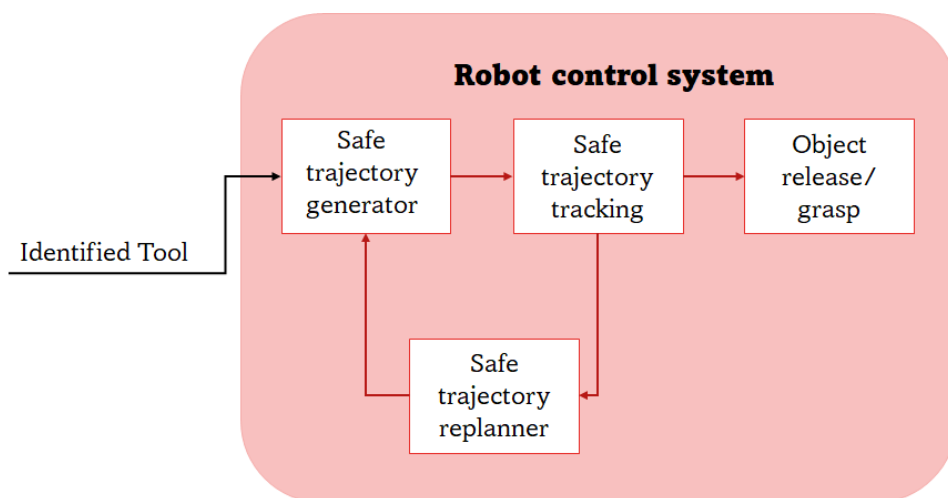 Robot control system
Safe
trajectory
generator
Safe
trajectory
tracking
Object
release/
grasp
Identified Tool
Safe
trajectory
replanner